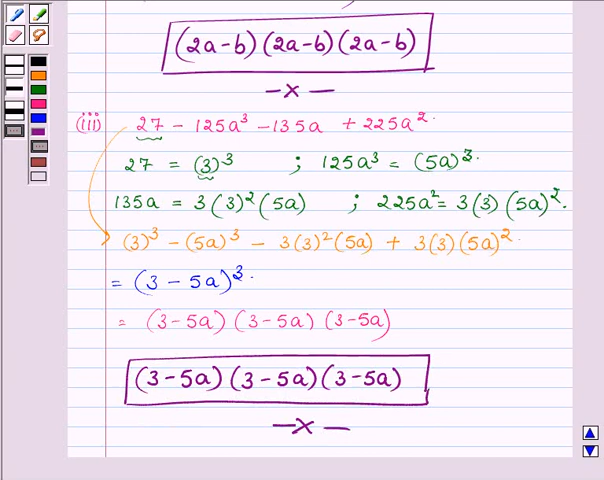 (2a-b) (2a-b) (2a-b)
-x-
(iii) 27 - 125a³ - 135a + 225a².
27 = (3)³ ; 125a³ = (5a)³.
135a = 3(3)²(5a) ; 225a² = 3(3)(5a)².
(3)³ - (5a)³ - 3(3)²(5a) + 3(3)(5a)².
= (3 - 5a)³.
= (3-5a) (3-5a) (3-5a)
(3-5a) (3-5a) (3-5a)
-x-